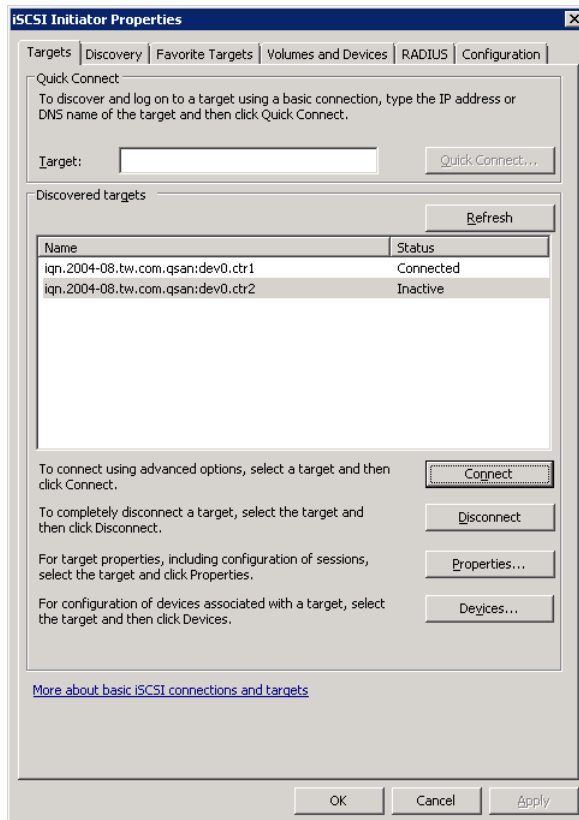 iSCSI Initiator Properties
Targets Discovery Favorite Targets Volumes and Devices RADIUS Configuration
Quick Connect
To discover and log on to a target using a basic connection, type the IP address or
DNS name of the target and then click Quick Connect.
Target:
Quick Connect...
Discovered targets
Refresh
Name Status
iqn.2004-08.tw.com.qsan:dev0.ctr1 Connected
iqn.2004-08.tw.com.qsan:dev0.ctr2 Inactive
To connect using advanced options, select a target and then
click Connect.
Connect
To completely disconnect a target, select the target and
then click Disconnect.
Disconnect
For target properties, including configuration of sessions,
select the target and click Properties.
Properties...
For configuration of devices associated with a target, select
the target and then click Devices.
Devices...
More about basic iSCSI connections and targets
OK Cancel Apply